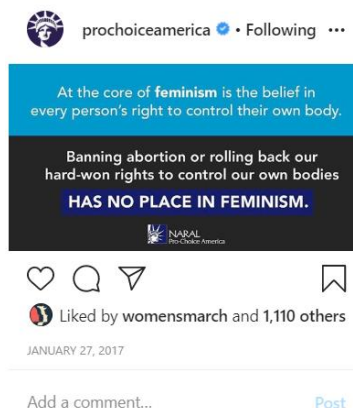 prochoiceamerica • Following •••
At the core of feminism is the belief in
every person's right to control their own body.
Banning abortion or rolling back our
hard-won rights to control our own bodies
HAS NO PLACE IN FEMINISM.
NARAL
Pro-Choice America
Liked by womensmarch and 1,110 others
JANUARY 27, 2017
Add a comment...
Post